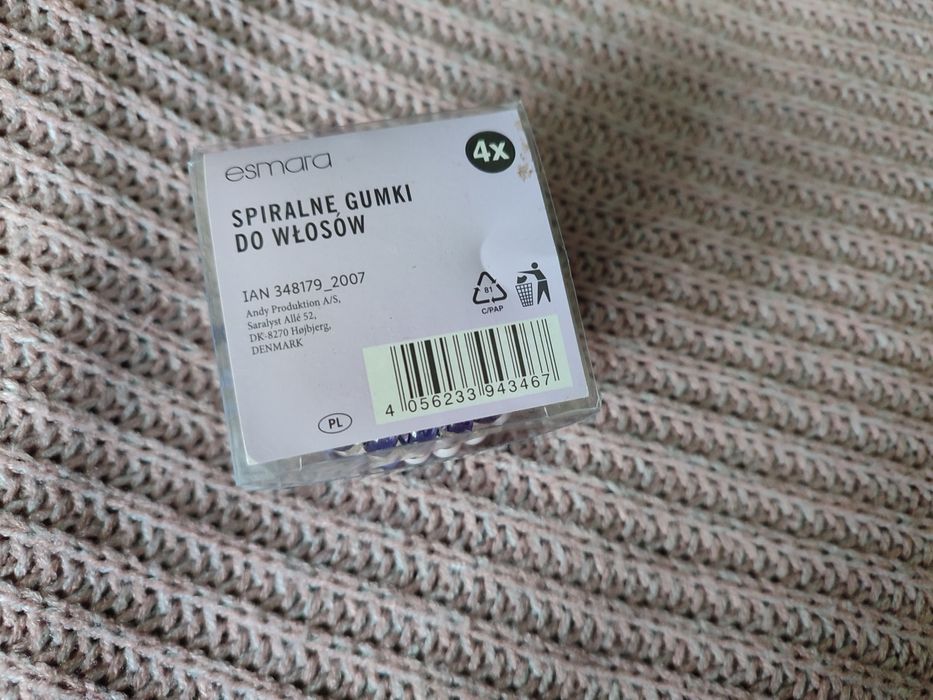 esmara
4x
SPIRALNE GUMKI
DO WŁOSÓW
IAN 348179_2007
Andy Produktion A/S,
Saralyst Allé 52,
DK-8270 Højbjerg,
DENMARK
81
C/PAP
4 056233 943467
PL